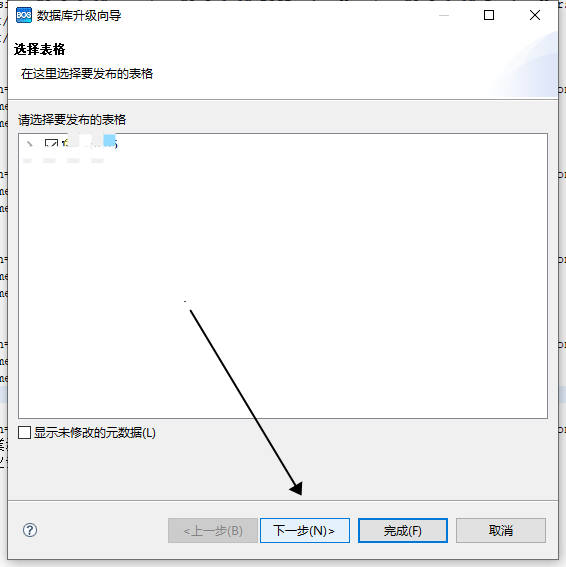 BOS 数据库升级向导
选择表格
在这里选择要发布的表格
请选择要发布的表格
显示未修改的元数据(L)
<上一步(B) 下一步(N)> 完成(F) 取消